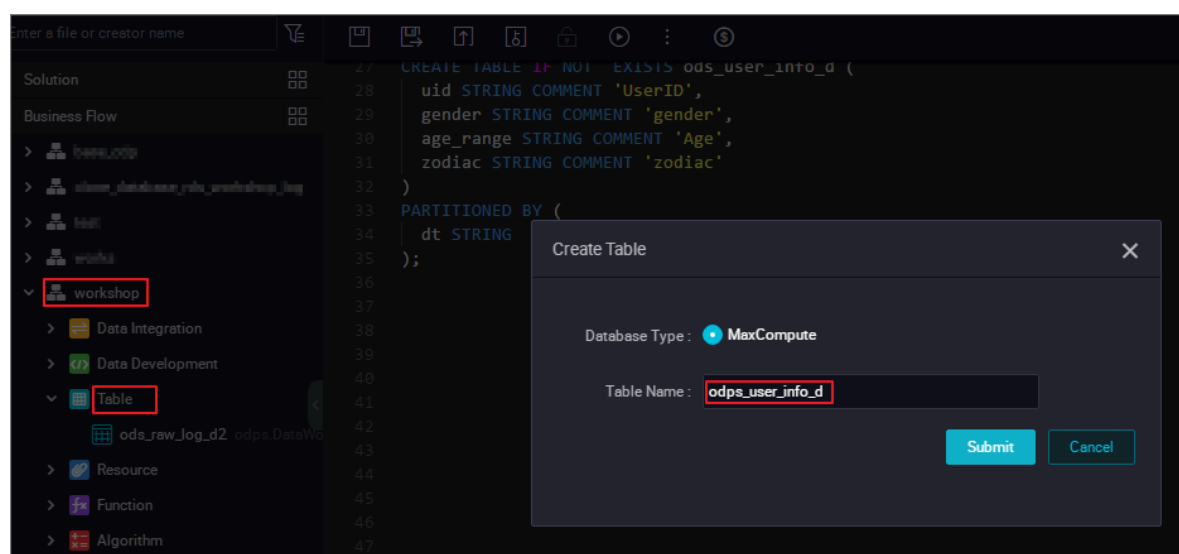 Enter a file or creator name
Solution
Business Flow
workshop
Data Integration
Data Development
Table
ods_raw_log_d2 odps.DataWo
Resource
Function
Algorithm
27 CREATE TABLE IF NOT EXISTS ods_user_info_d (
28 uid STRING COMMENT 'UserID',
29 gender STRING COMMENT 'gender',
30 age_range STRING COMMENT 'Age',
31 zodiac STRING COMMENT 'zodiac'
32 )
33 PARTITIONED BY (
34 dt STRING
35 );
36
37
38
39
40
41
42
43
44
45
46
47
Create Table
Database Type : MaxCompute
Table Name : odps_user_info_d
Submit Cancel